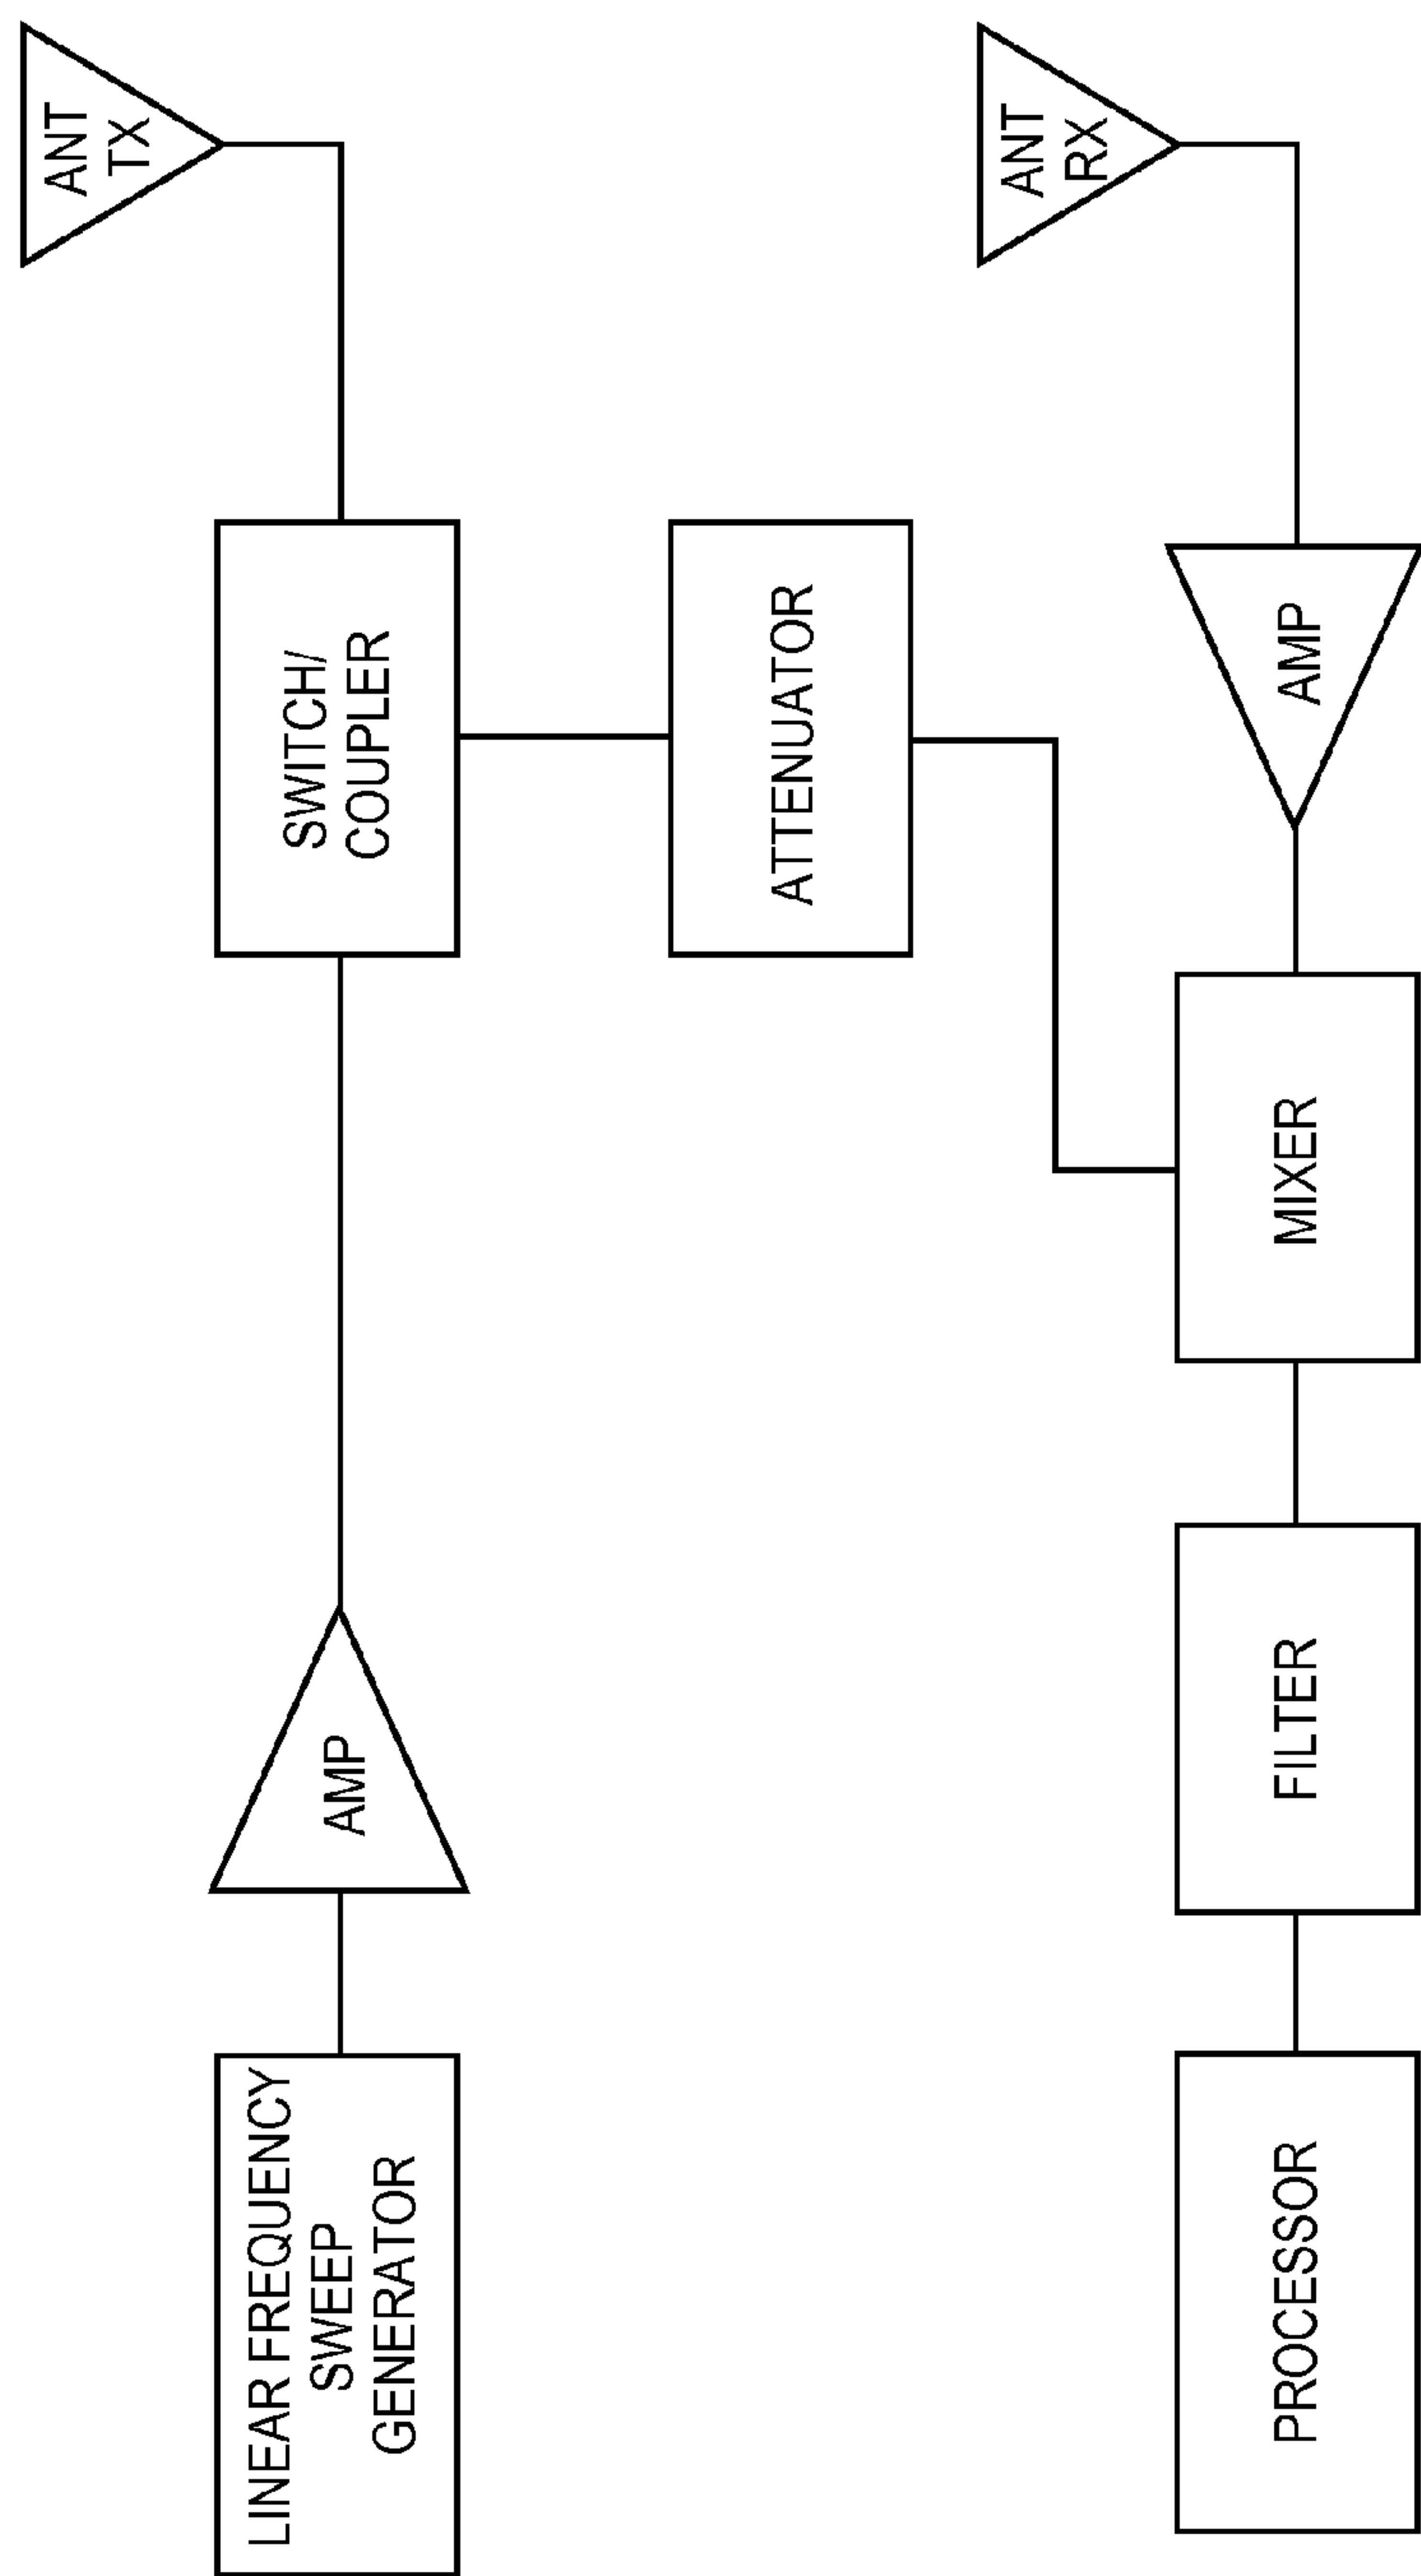 LINEAR FREQUENCY
SWEEP
GENERATOR
AMP
SWITCH/
COUPLER
ANT
TX
ATTENUATOR
PROCESSOR
FILTER
MIXER
AMP
ANT
RX